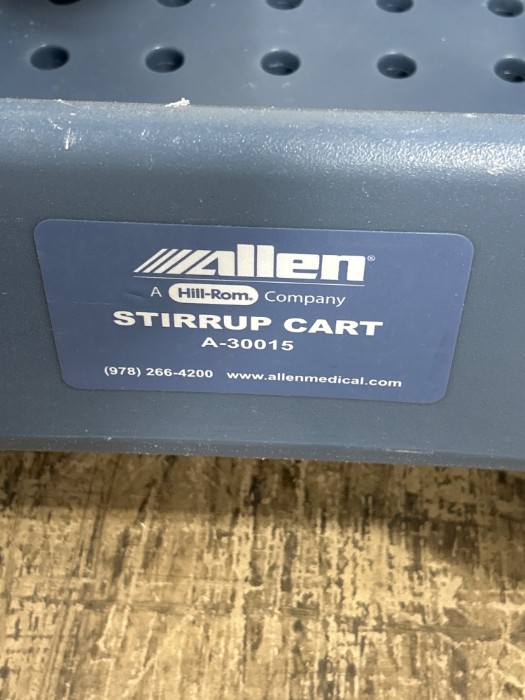 Allen®
A Hill-Rom. Company
STIRRUP CART
A-30015
(978) 266-4200 www.allenmedical.com